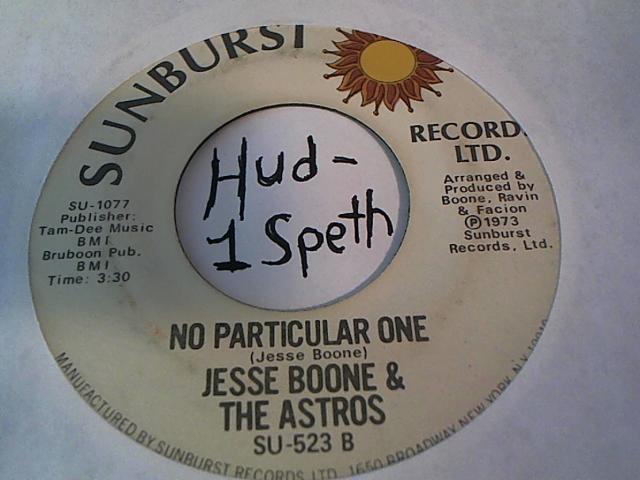 SUNBURST
RECORD
LTD.
SU-1077
Publisher:
Tam-Dee Music
BMI
Bruboon Pub.
BMI
Time: 3:30
Hud-
1 Speth
Arranged &
Produced by
Boone, Ravin
& Facion
Ⓟ1973
Sunburst
Records, Ltd.
NO PARTICULAR ONE
(Jesse Boone)
JESSE BOONE &
THE ASTROS
SU-523 B
MANUFACTURED BY SUNBURST RECORDS LTD. 1650 BROADWAY NEW YORK, N.Y.